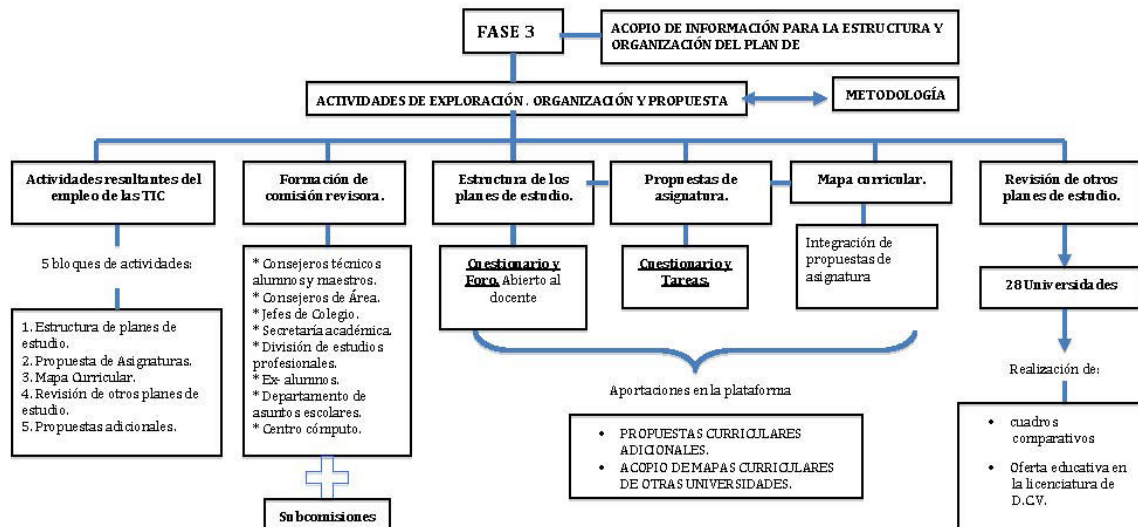 FASE 3
ACOPIO DE INFORMACIÓN PARA LA ESTRUCTURA Y
ORGANIZACIÓN DEL PLAN DE
ACTIVIDADES DE EXPLORACIÓN . ORGANIZACIÓN Y PROPUESTA
METODOLOGÍA
Actividades resultantes del
empleo de las TIC
5 bloques de actividades:
1. Estructura de planes de
estudio.
2. Propuesta de Asignaturas.
3. Mapa Curricular.
4. Revisión de otros planes de
estudio.
5. Propuestas adicionales.
Formación de
comisión revisora.
* Consejeros técnicos
alumnos y maestros.
* Consejeros de Área.
* Jefes de Colegio.
* Secretaría académica.
* División de estudios
profesionales.
* Ex- alumnos.
* Departamento de
asuntos escolares.
* Centro cómputo.
Subcomisiones
Estructura de los
planes de estudio.
Cuestionario y
Foro. Abierto al
docente
Propuestas de
asignatura.
Cuestionario y
Tareas.
Mapa curricular.
Integración de
propuestas de
asignatura
Aportaciones en la plataforma
• PROPUESTAS CURRICULARES
ADICIONALES.
• ACOPIO DE MAPAS CURRICULARES
DE OTRAS UNIVERSIDADES.
Revisión de otros
planes de estudio.
28 Universidades
Realización de:
• cuadros
comparativos
• Oferta educativa en
la licenciatura de
D.C.V.